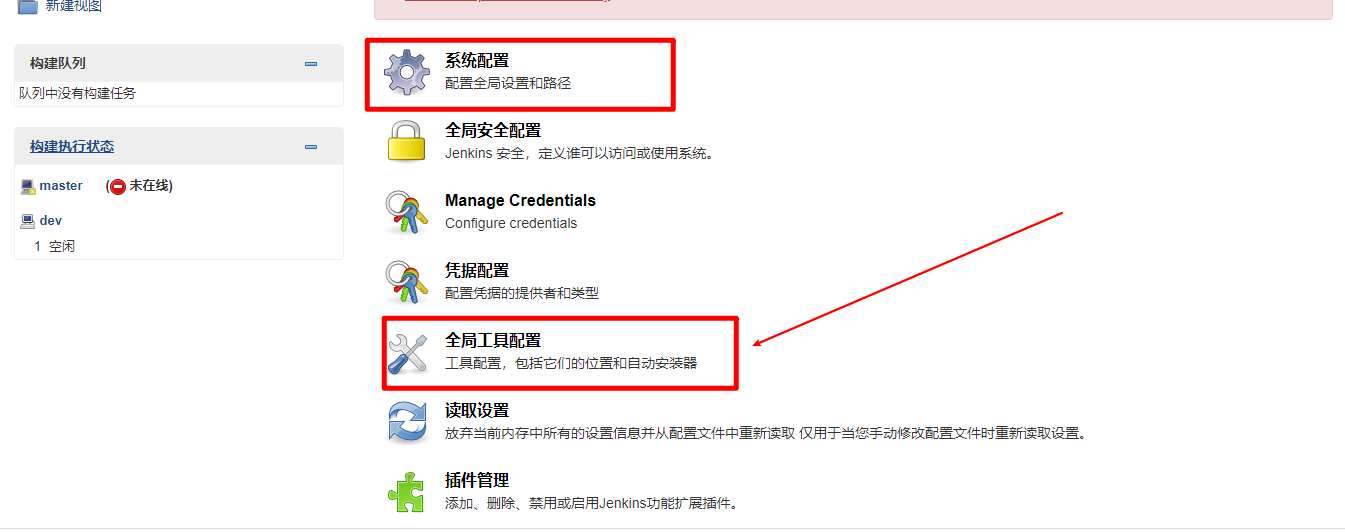 新建视图
构建队列
队列中没有构建任务
构建执行状态
master (未在线)
dev
1 空闲
系统配置
配置全局设置和路径
全局安全配置
Jenkins 安全，定义谁可以访问或使用系统。
Manage Credentials
Configure credentials
凭据配置
配置凭据的提供者和类型
全局工具配置
工具配置，包括它们的位置和自动安装器
读取设置
放弃当前内存中所有的设置信息并从配置文件中重新读取 仅用于当您手动修改配置文件时重新读取设置。
插件管理
添加、删除、禁用或启用Jenkins功能扩展插件。